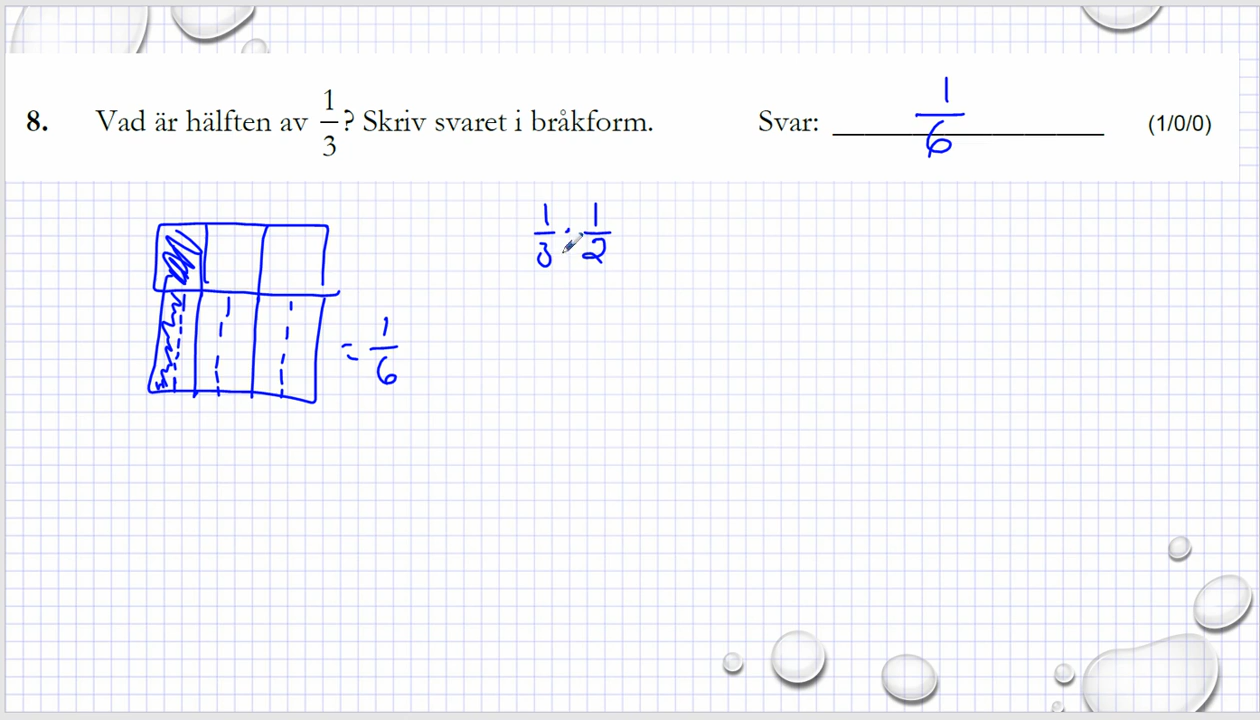 8. Vad är hälften av 1/3? Skriv svaret i bråkform. Svar: 1/6 (1/0/0)
1/3 · 1/2
= 1/6